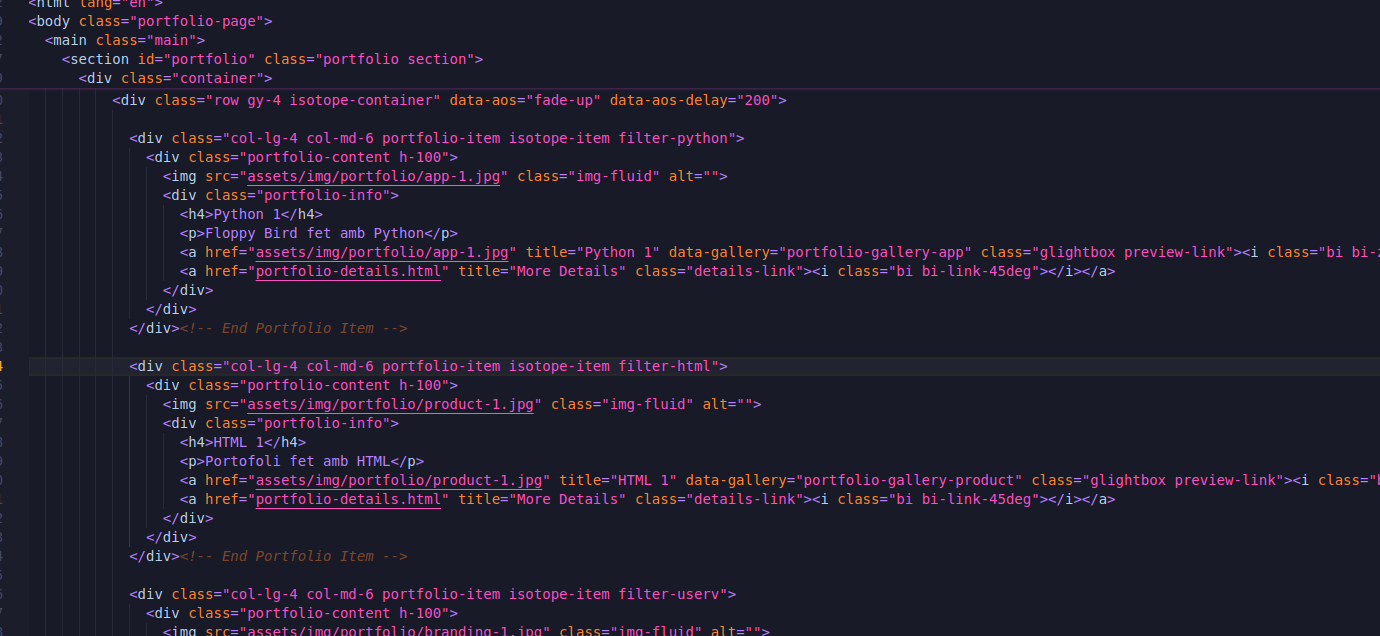 <html lang="en">
<body class="portfolio-page">
<main class="main">
<section id="portfolio" class="portfolio section">
<div class="container">
<div class="row gy-4 isotope-container" data-aos="fade-up" data-aos-delay="200">
<div class="col-lg-4 col-md-6 portfolio-item isotope-item filter-python">
<div class="portfolio-content h-100">
<img src="assets/img/portfolio/app-1.jpg" class="img-fluid" alt="">
<div class="portfolio-info">
<h4>Python 1</h4>
<p>Floppy Bird fet amb Python</p>
<a href="assets/img/portfolio/app-1.jpg" title="Python 1" data-gallery="portfolio-gallery-app" class="glightbox preview-link"><i class="bi bi-
<a href="portfolio-details.html" title="More Details" class="details-link"><i class="bi bi-link-45deg"></i></a>
</div>
</div>
</div><!-- End Portfolio Item -->
<div class="col-lg-4 col-md-6 portfolio-item isotope-item filter-html">
<div class="portfolio-content h-100">
<img src="assets/img/portfolio/product-1.jpg" class="img-fluid" alt="">
<div class="portfolio-info">
<h4>HTML 1</h4>
<p>Portofoli fet amb HTML</p>
<a href="assets/img/portfolio/product-1.jpg" title="HTML 1" data-gallery="portfolio-gallery-product" class="glightbox preview-link"><i class="
<a href="portfolio-details.html" title="More Details" class="details-link"><i class="bi bi-link-45deg"></i></a>
</div>
</div>
</div><!-- End Portfolio Item -->
<div class="col-lg-4 col-md-6 portfolio-item isotope-item filter-userv">
<div class="portfolio-content h-100">
<img src="assets/img/portfolio/branding-1.jpg" class="img-fluid" alt="">